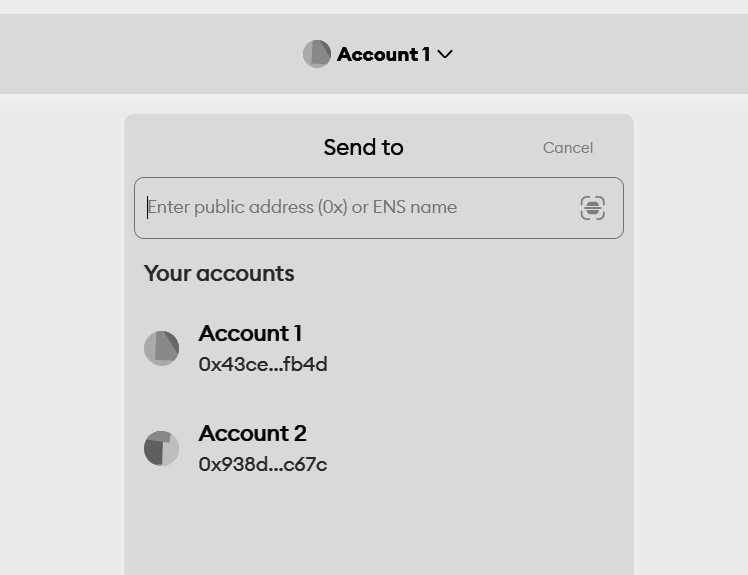 Account 1
Send to
Cancel
Enter public address (0x) or ENS name
Your accounts
Account 1
0x43ce...fb4d
Account 2
0x938d...c67c